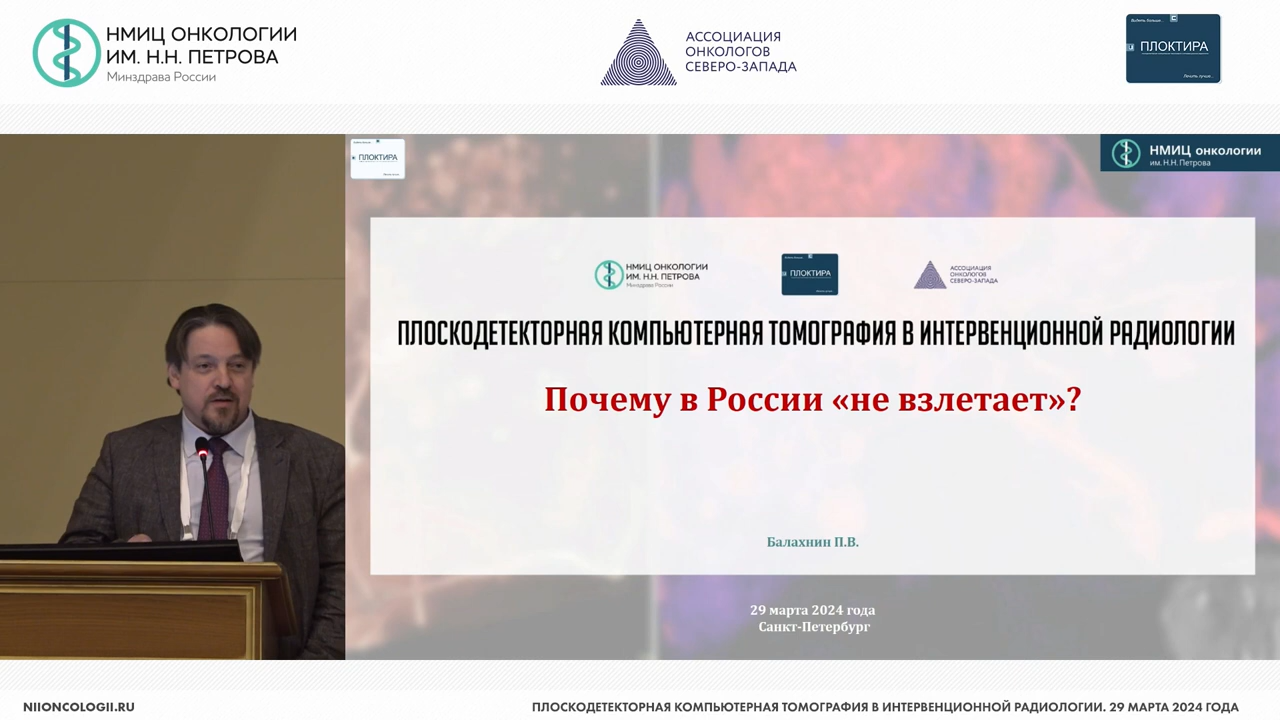 НМИЦ ОНКОЛОГИИ
ИМ. Н.Н. ПЕТРОВА
Минздрава России
АССОЦИАЦИЯ
ОНКОЛОГОВ
СЕВЕРО-ЗАПАДА
ПЛОКТИРА
ПЛОКТИРА
НМИЦ онкологии
им. Н.Н.Петрова
НМИЦ ОНКОЛОГИИ
ИМ. Н.Н. ПЕТРОВА
Минздрава России
ПЛОКТИРА
АССОЦИАЦИЯ
ОНКОЛОГОВ
СЕВЕРО-ЗАПАДА
ПЛОСКОДЕТЕКТОРНАЯ КОМПЬЮТЕРНАЯ ТОМОГРАФИЯ В ИНТЕРВЕНЦИОННОЙ РАДИОЛОГИИ
Почему в России «не взлетает»?
Балахнин П.В.
29 марта 2024 года
Санкт-Петербург
NIIONCOLOGII.RU
ПЛОСКОДЕТЕКТОРНАЯ КОМПЬЮТЕРНАЯ ТОМОГРАФИЯ В ИНТЕРВЕНЦИОННОЙ РАДИОЛОГИИ. 29 МАРТА 2024 ГОДА